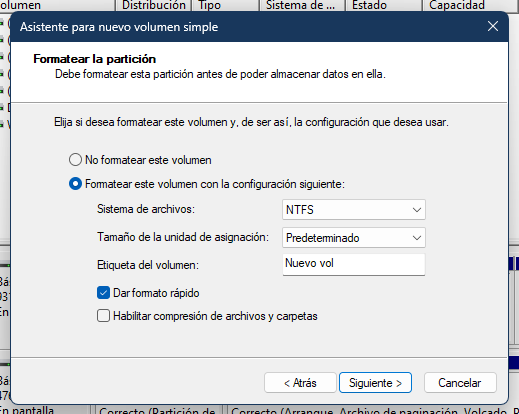 Distribución Tipo Sistema de ... Estado Capacidad
Asistente para nuevo volumen simple
Formatear la partición
Debe formatear esta partición antes de poder almacenar datos en ella.
Elija si desea formatear este volumen y, de ser así, la configuración que desea usar.
No formatear este volumen
Formatear este volumen con la configuración siguiente:
Sistema de archivos: NTFS
Tamaño de la unidad de asignación: Predeterminado
Etiqueta del volumen: Nuevo vol
Dar formato rápido
Habilitar compresión de archivos y carpetas
< Atrás Siguiente > Cancelar
En pantalla Correcto (Partición de Correcto (Arranque, Archivo de paginación, Volcado,